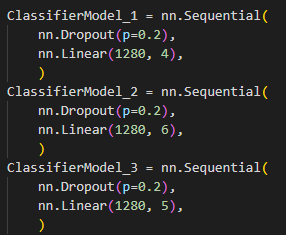 ClassifierModel_1 = nn.Sequential(
    nn.Dropout(p=0.2),
    nn.Linear(1280, 4),
    )
ClassifierModel_2 = nn.Sequential(
    nn.Dropout(p=0.2),
    nn.Linear(1280, 6),
    )
ClassifierModel_3 = nn.Sequential(
    nn.Dropout(p=0.2),
    nn.Linear(1280, 5),
    )